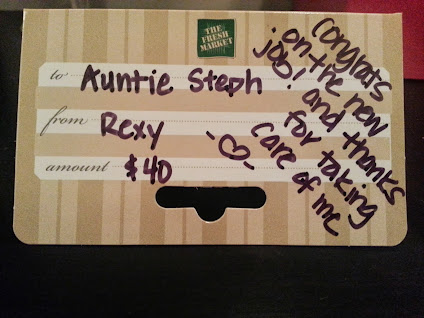 THE
FRESH
MARKET
to Auntie Steph
from Rexy
amount $40
congrats
on the new
job! and thanks
for taking
care of me